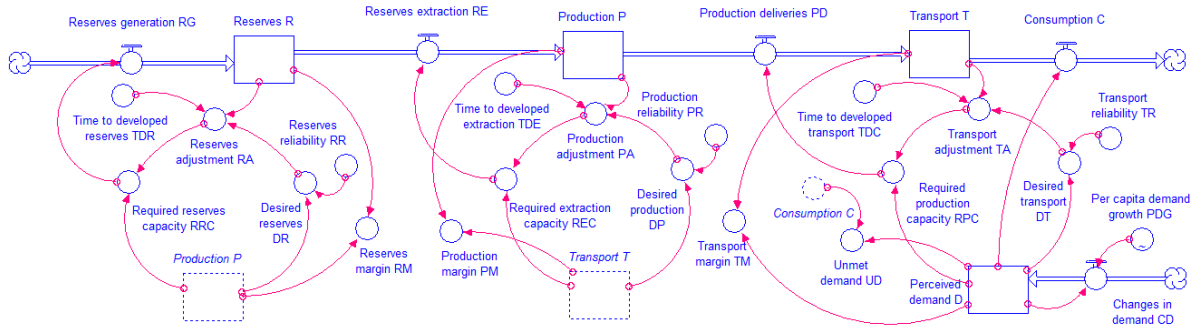 Reserves generation RG
Reserves R
Reserves extraction RE
Production P
Production deliveries PD
Transport T
Consumption C
Time to developed
reserves TDR
Reserves
adjustment RA
Reserves
reliability RR
Required reserves
capacity RRC
Desired
reserves DR
Reserves
margin RM
Production P
Time to developed
extraction TDE
Production
adjustment PA
Production
reliability PR
Required extraction
capacity REC
Desired
production
DP
Production
margin PM
Transport T
Time to developed
transport TDC
Transport
adjustment TA
Transport
reliability TR
Consumption C
Required
production
capacity RPC
Desired
transport
DT
Per capita demand
growth PDG
~
Transport
margin TM
Unmet
demand UD
Perceived
demand D
Changes in
demand CD